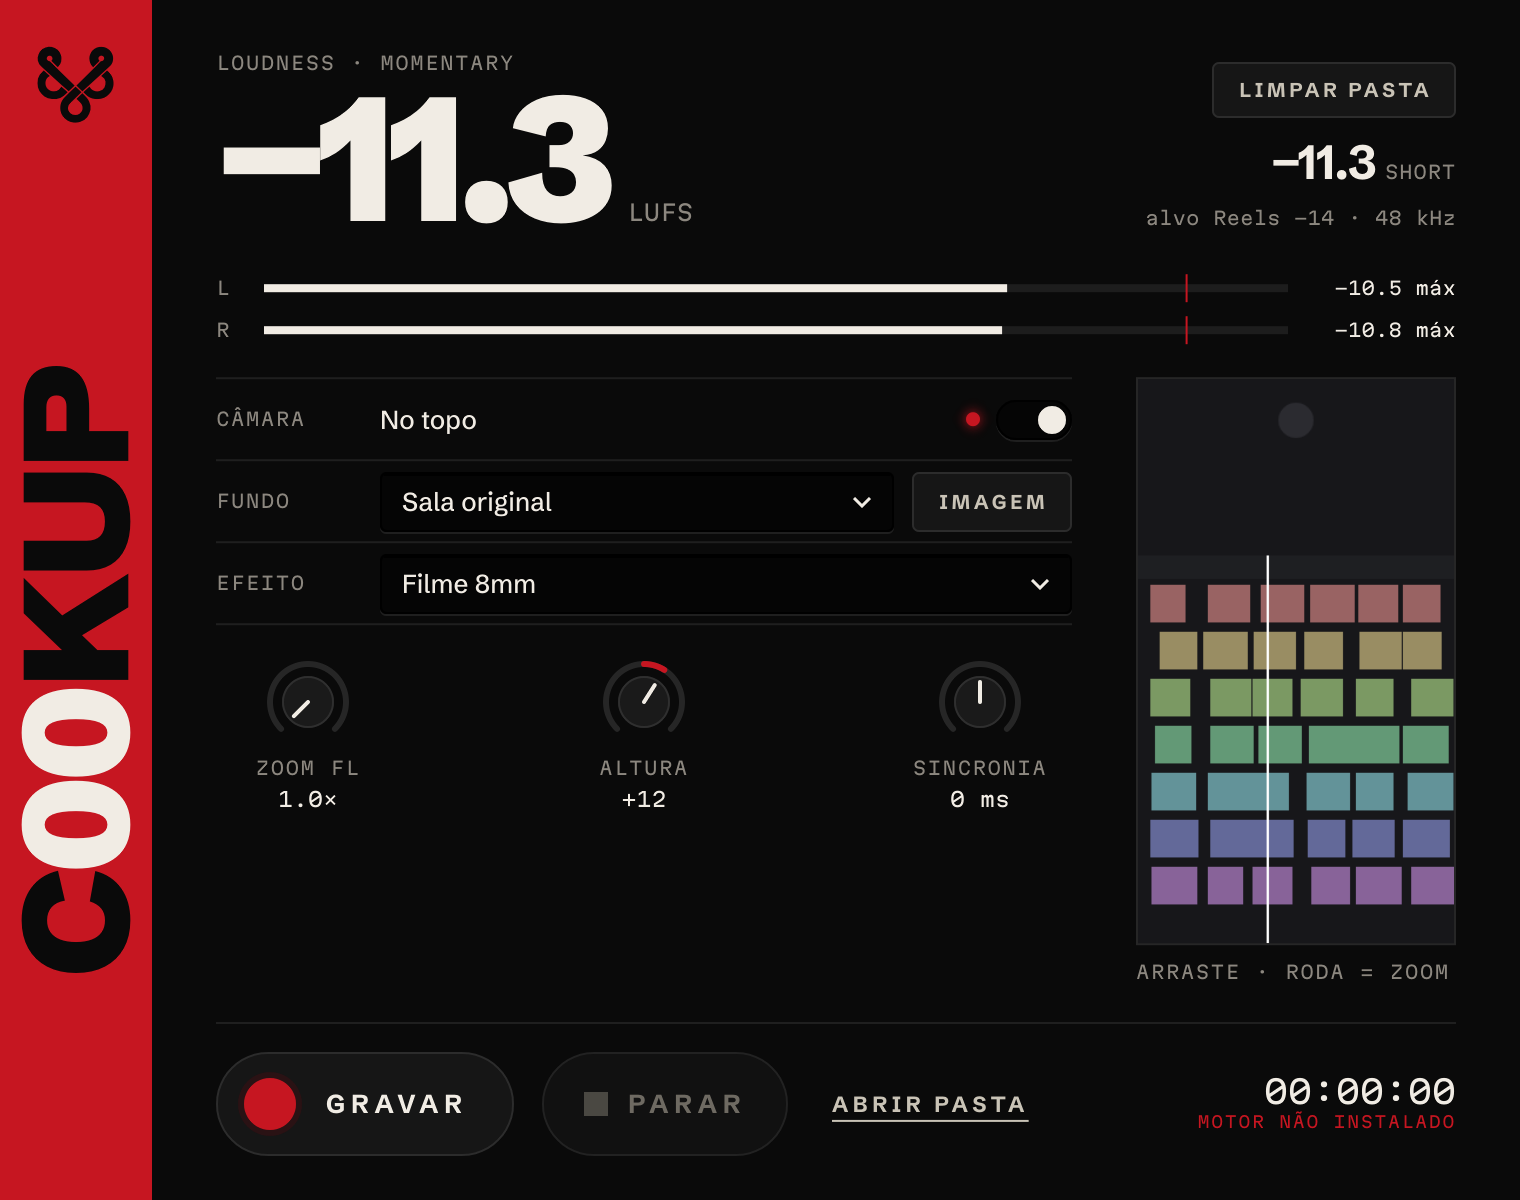 COOKUP
LOUDNESS · MOMENTARY
−11.3 LUFS
LIMPAR PASTA
−11.3 SHORT
alvo Reels −14 · 48 kHz
L −10.5 máx
R −10.8 máx
CÂMARA No topo
FUNDO Sala original IMAGEM
EFEITO Filme 8mm
ZOOM FL ALTURA SINCRONIA
1.0× +12 0 ms
ARRASTE · RODA = ZOOM
GRAVAR PARAR ABRIR PASTA 00:00:00
MOTOR NÃO INSTALADO